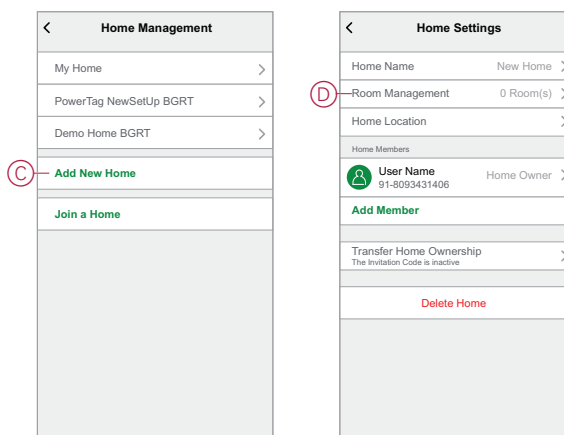 Home Management
My Home
PowerTag NewSetUp BGRT
Demo Home BGRT
C
Add New Home
Join a Home
Home Settings
Home Name New Home
D
Room Management 0 Room(s)
Home Location
Home Members
User Name
91-8093431406
Home Owner
Add Member
Transfer Home Ownership
The Invitation Code is inactive
Delete Home